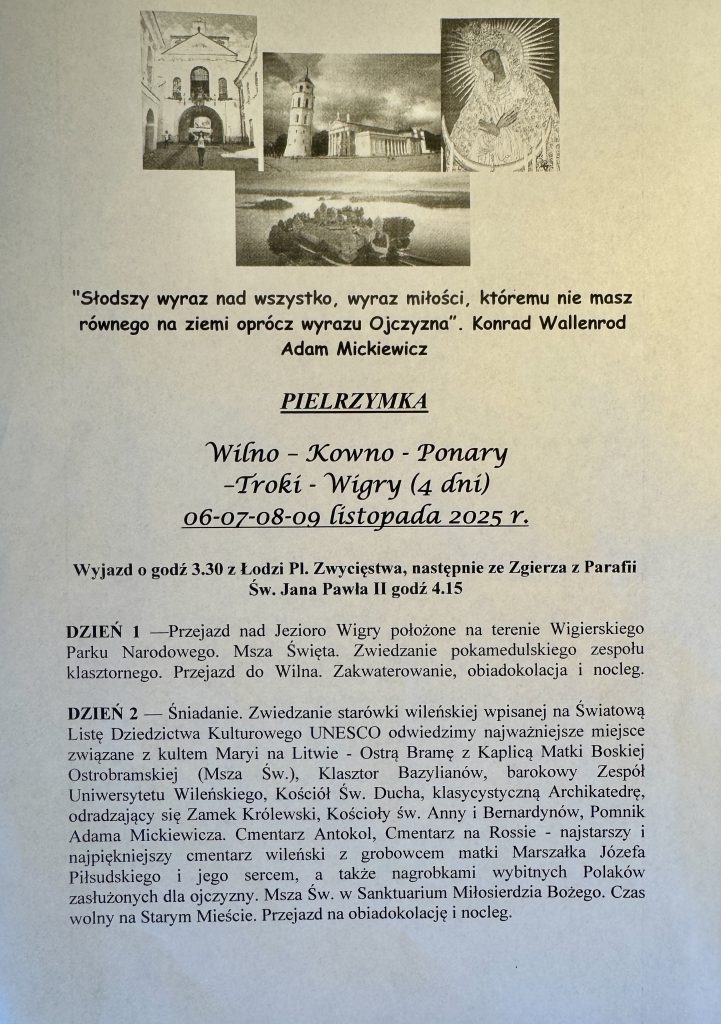 "Słodszy wyraz nad wszystko, wyraz miłości, któremu nie masz
równego na ziemi oprócz wyrazu Ojczyzna”. Konrad Wallenrod
Adam Mickiewicz
PIELRZYMKA
Wilno – Kowno - Ponary
–Troki - Wigry (4 dni)
06-07-08-09 listopada 2025 r.
Wyjazd o godź 3.30 z Łodzi Pl. Zwycięstwa, następnie ze Zgierza z Parafii
Św. Jana Pawla II godź 4.15
DZIEŃ 1 —Przejazd nad Jezioro Wigry położone na terenie Wigierskiego
Parku Narodowego. Msza Święta. Zwiedzanie pokamedulskiego zespołu
klasztornego. Przejazd do Wilna. Zakwaterowanie, obiadokolacja i nocleg.
DZIEŃ 2 — Śniadanie. Zwiedzanie starówki wileńskiej wpisanej na Światową
Listę Dziedzictwa Kulturowego UNESCO odwiedzimy najważniejsze miejsce
związane z kultem Maryi na Litwie - Ostrą Bramę z Kaplicą Matki Boskiej
Ostrobramskiej (Msza Św.), Klasztor Bazylianów, barokowy Zespół
Uniwersytetu Wileńskiego, Kościół Św. Ducha, klasycystyczną Archikatedrę,
odradzający się Zamek Królewski, Kościoły św. Anny i Bernardynów, Pomnik
Adama Mickiewicza. Cmentarz Antokol, Cmentarz na Rossie - najstarszy i
najpiękniejszy cmentarz wileński z grobowcem matki Marszałka Józefa
Piłsudskiego i jego sercem, a także nagrobkami wybitnych Polaków
zasłużonych dla ojczyzny. Msza Św. w Sanktuarium Miłosierdzia Bożego. Czas
wolny na Starym Mieście. Przejazd na obiadokolację i nocleg.